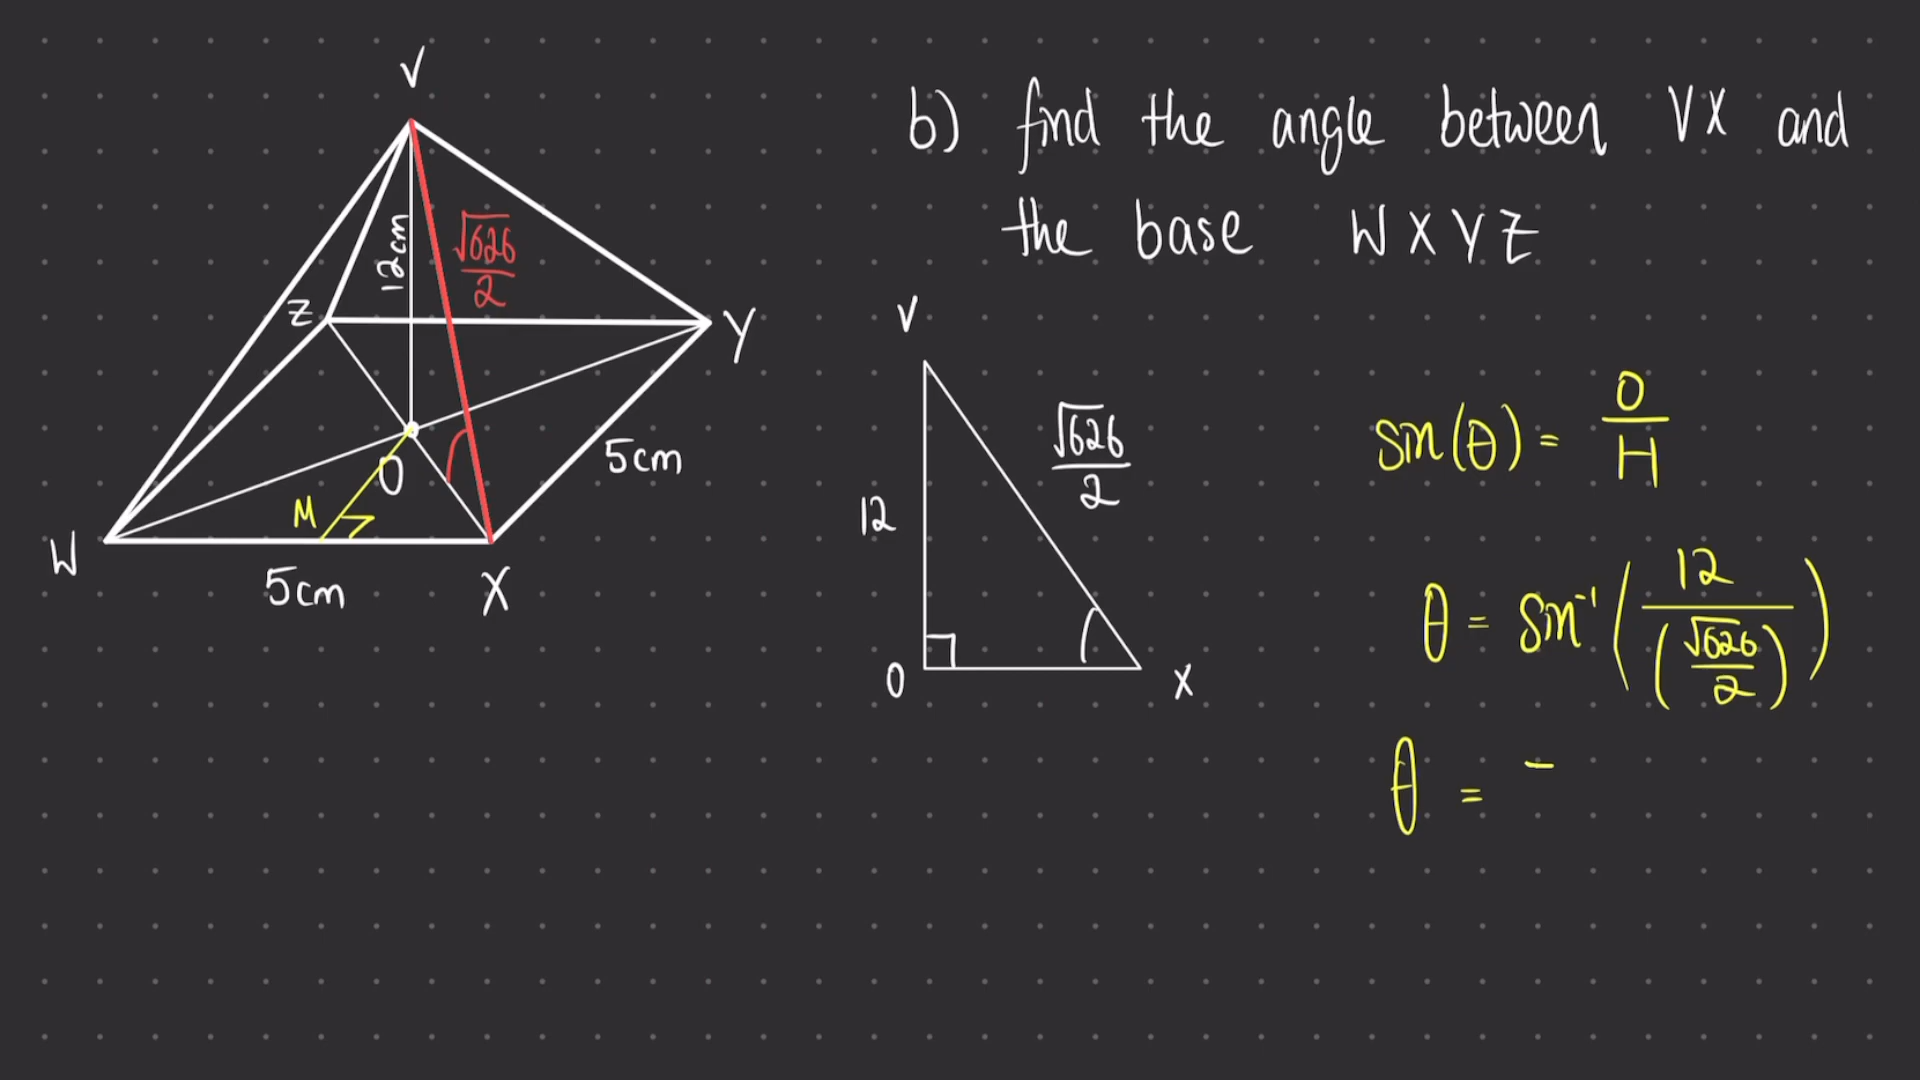 b) find the angle between VX and
the base WXYZ
V
12cm
√626/2
Z
Y
O
5cm
M
W
5cm
X
V
√626/2
12
O
X
sin(θ) = O/H
θ = sin⁻¹(12/(√626/2))
θ =